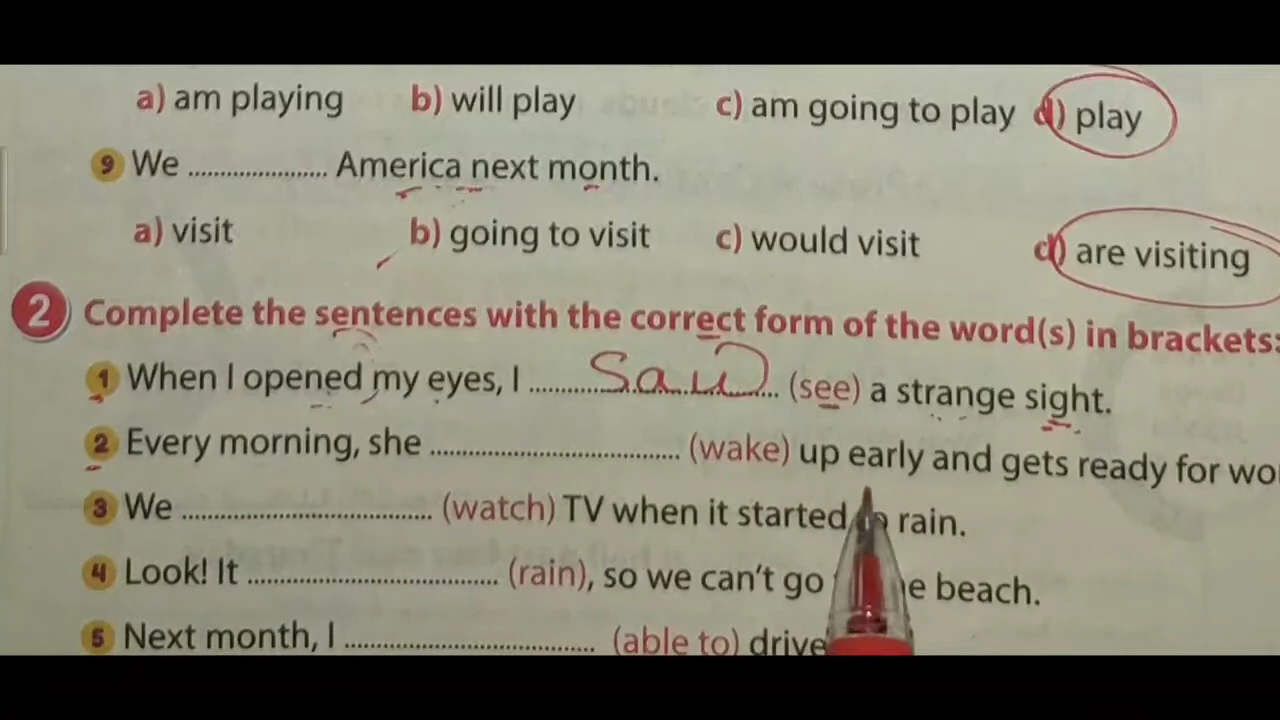 a) am playing b) will play c) am going to play d) play
9 We ........................ America next month.
a) visit b) going to visit c) would visit d) are visiting
2 Complete the sentences with the correct form of the word(s) in brackets:
1 When I opened my eyes, I ............ saw ............ (see) a strange sight.
2 Every morning, she ........................................ (wake) up early and gets ready for
3 We ........................................ (watch) TV when it started rain.
4 Look! It ........................................ (rain), so we can't go beach.
5 Next month, I ........................................ (able to) drive